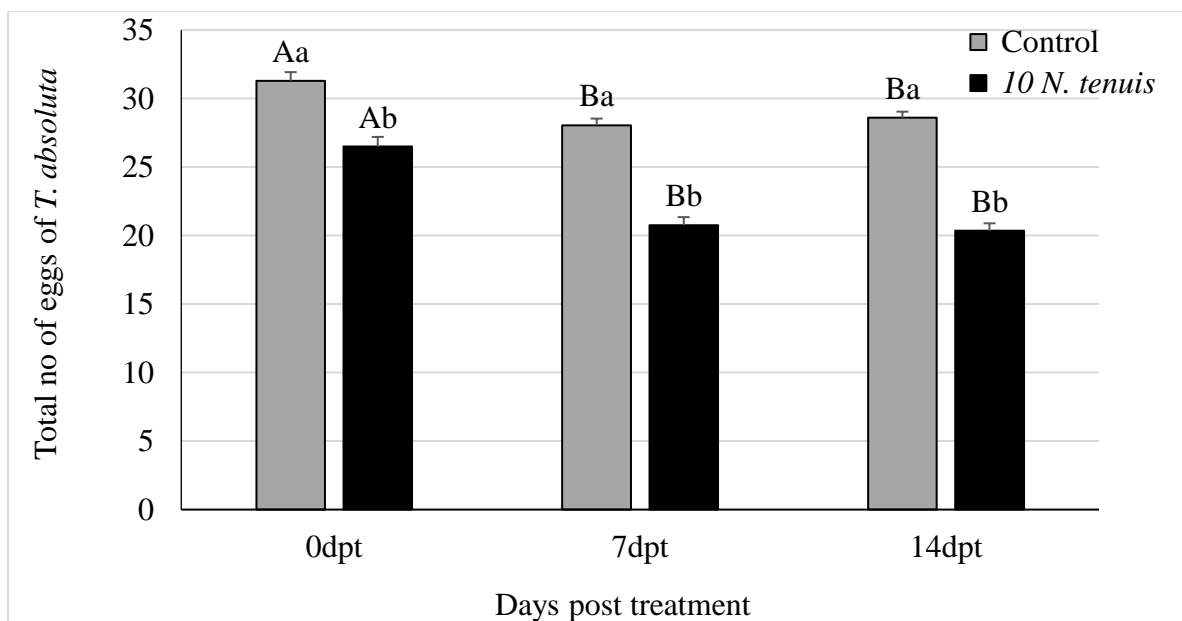 35
30
25
20
15
10
5
0
Total no of eggs of T. absoluta
Control
10 N. tenuis
Aa
Ab
Ba
Bb
Ba
Bb
0dpt
7dpt
14dpt
Days post treatment